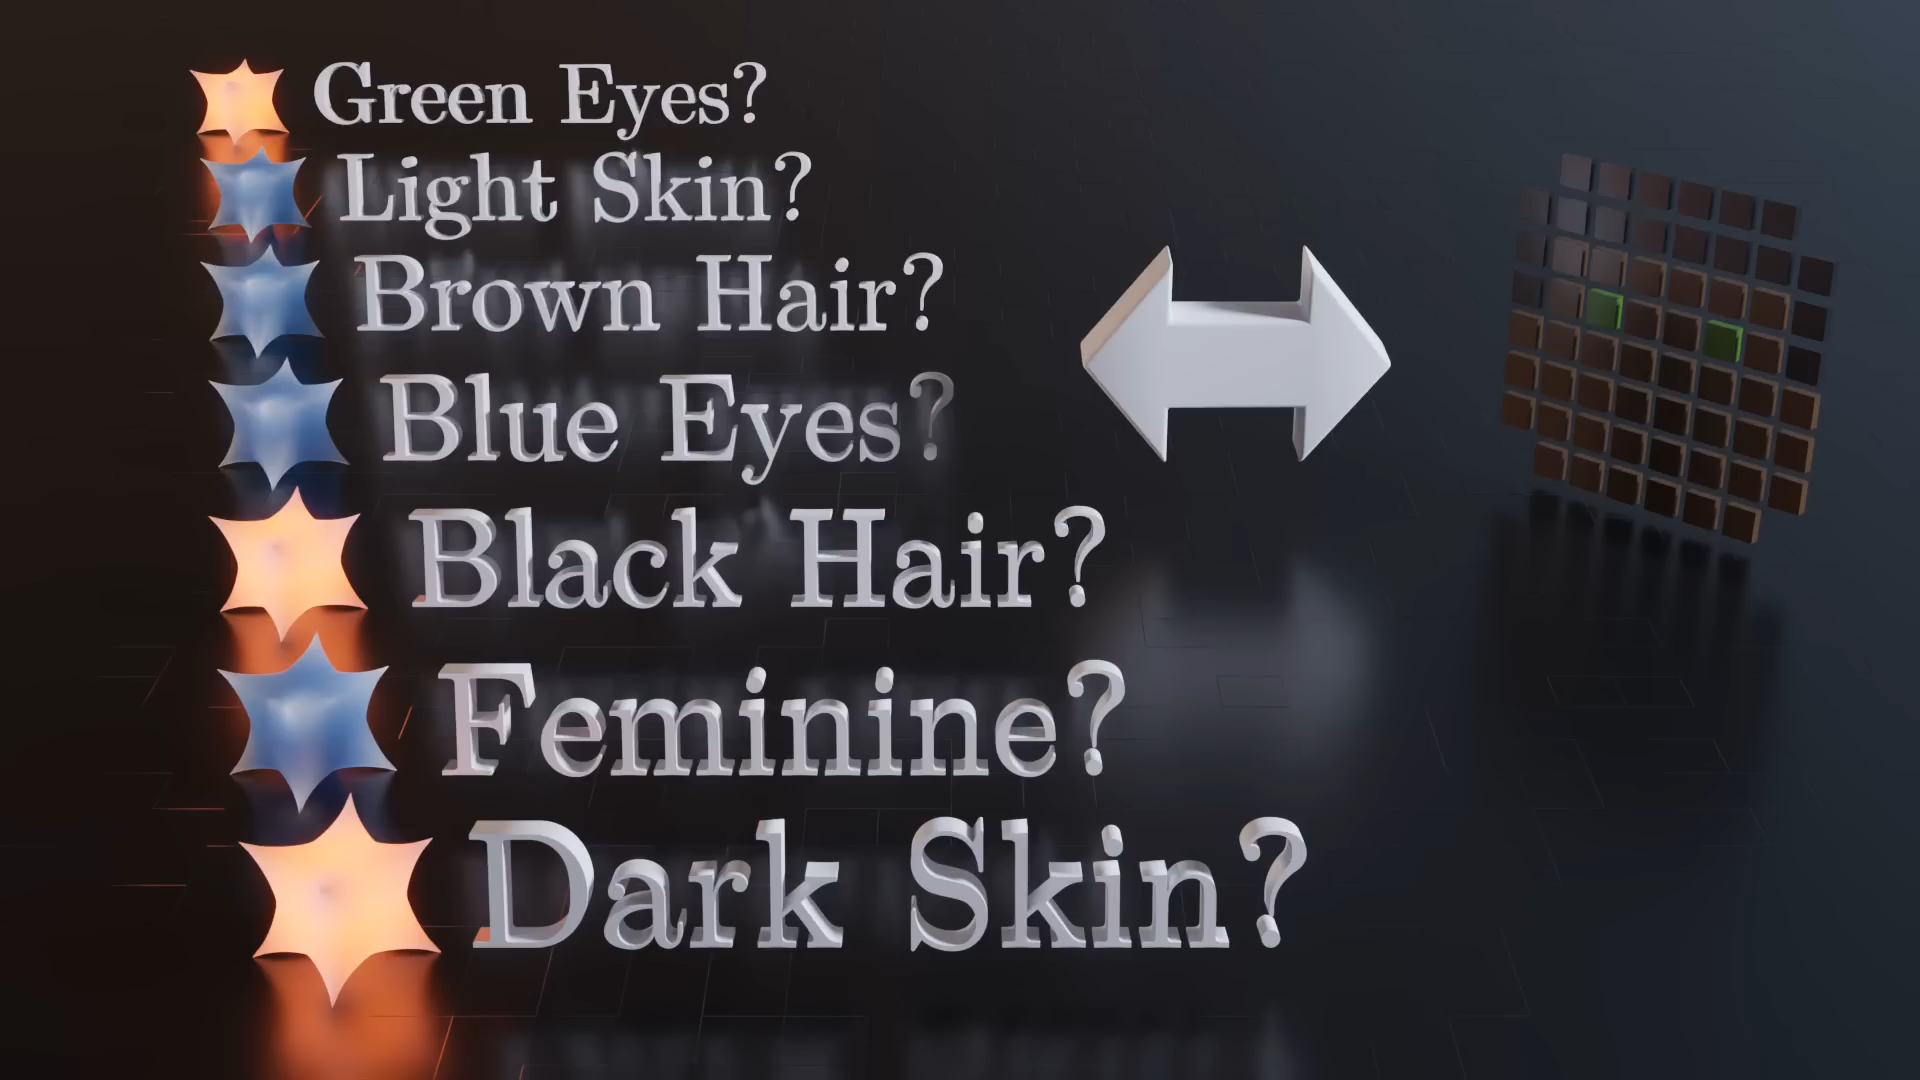 Green Eyes?
Light Skin?
Brown Hair?
Blue Eyes?
Black Hair?
Feminine?
Dark Skin?